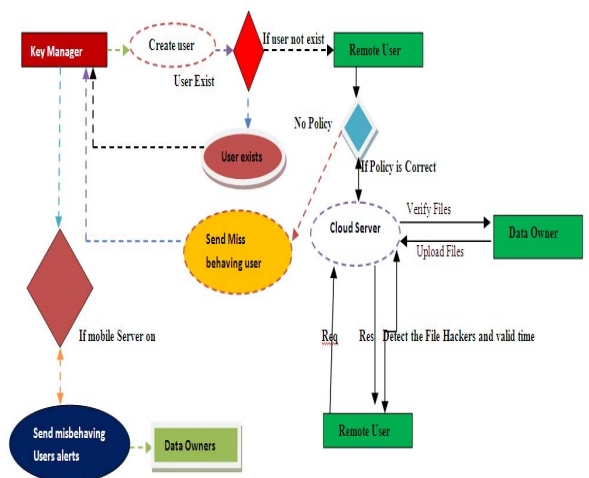 Key Manager
Create user
If user not exist
Remote User
User Exist
No Policy
User exists
If Policy is Correct
Verify Files
Cloud Server
Data Owner
Upload Files
Send Miss
behaving user
If mobile Server on
Req
Res
Detect the File Hackers and valid time
Remote User
Send misbehaving
Users alerts
Data Owners